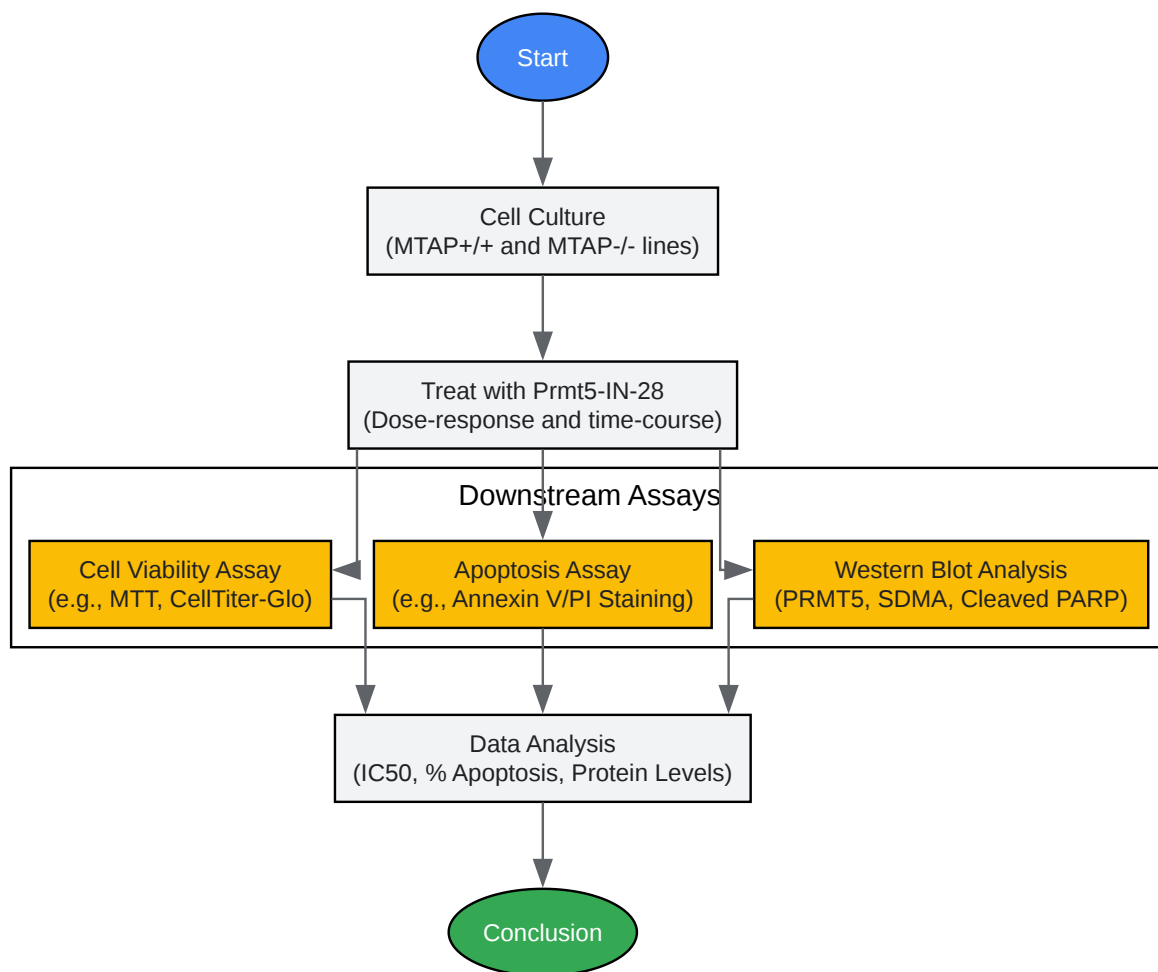 Start
Cell Culture
(MTAP+/+ and MTAP-/- lines)
Treat with Prmt5-IN-28
(Dose-response and time-course)
Downstream Assays
Cell Viability Assay
(e.g., MTT, CellTiter-Glo)
Apoptosis Assay
(e.g., Annexin V/PI Staining)
Western Blot Analysis
(PRMT5, SDMA, Cleaved PARP)
Data Analysis
(IC50, % Apoptosis, Protein Levels)
Conclusion